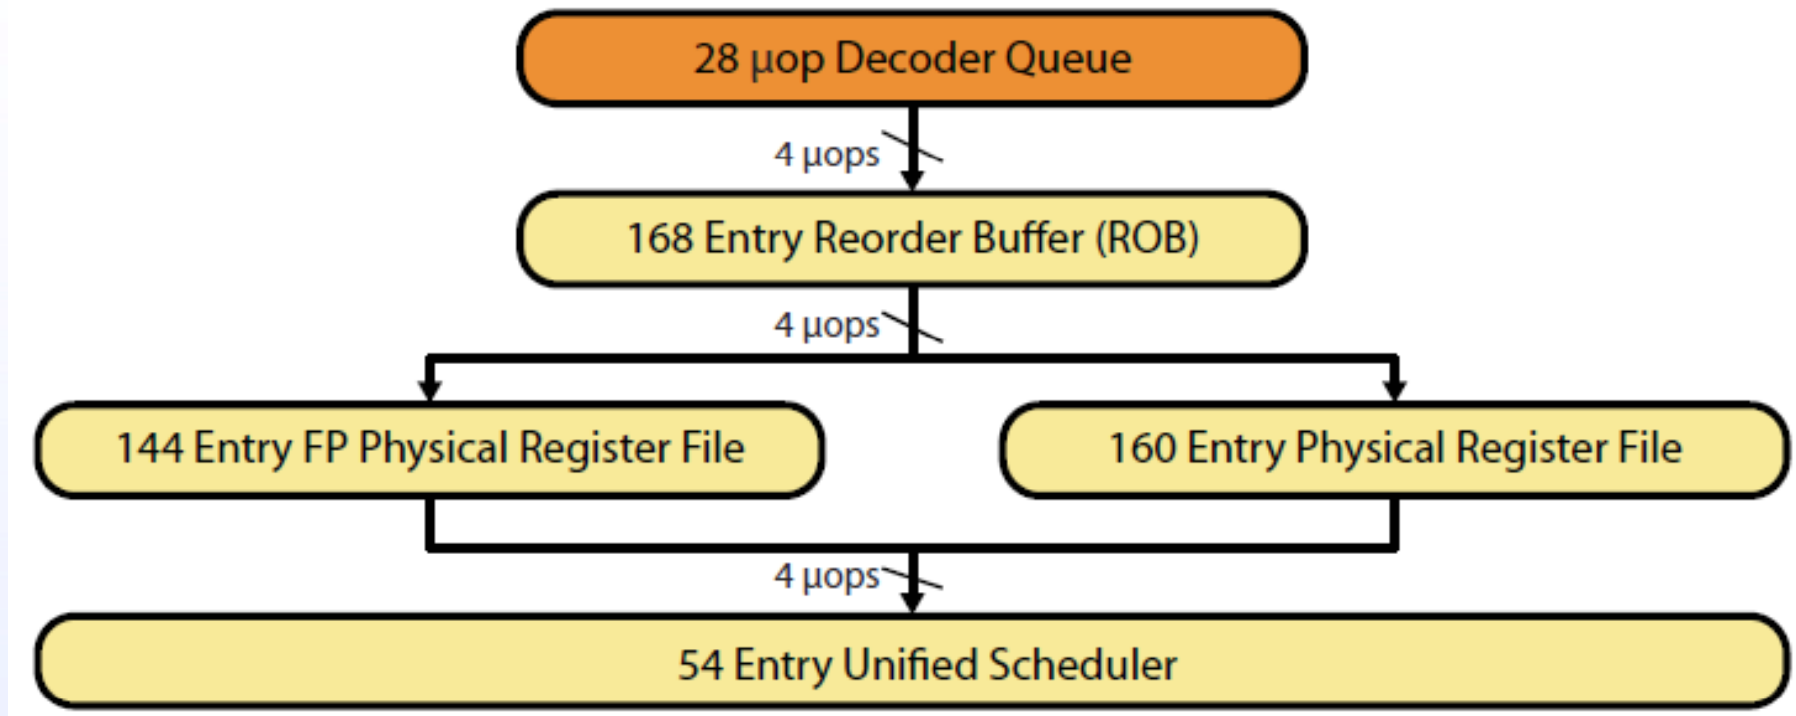 28 μop Decoder Queue
4 μops
168 Entry Reorder Buffer (ROB)
4 μops
144 Entry FP Physical Register File
160 Entry Physical Register File
4 μops
54 Entry Unified Scheduler